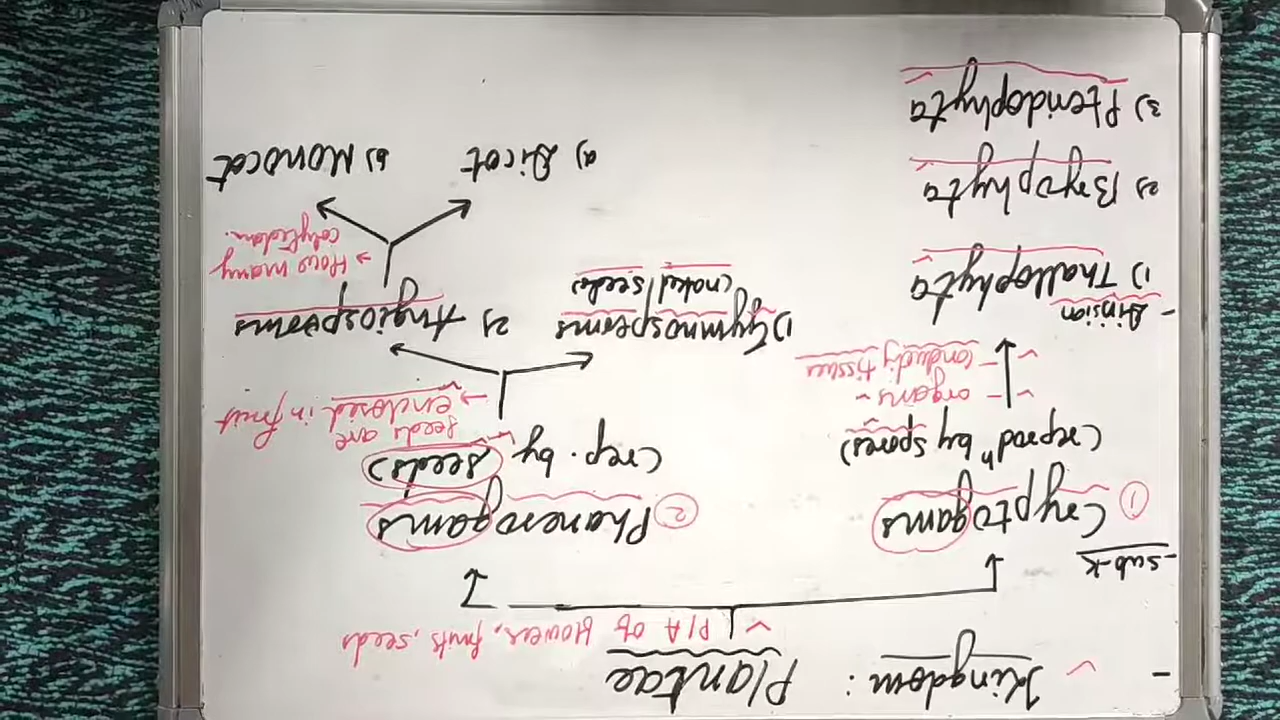 - Kingdom : Plantae
✓ P/A of flowers, fruits, seeds
- Sub-K
① Cryptogams
(reprodⁿ by spores)
- organs
- conducting tissues
- Division
1) Thallophyta
2) Bryophyta
3) Pteridophyta
② Phanerogams
(rep. by seeds)
seeds are
→ enclosed in fruit
1) Gymnosperms
(naked seeds)
2) Angiosperms
→ How many
cotyledons.
a) Dicot
b) Monocot